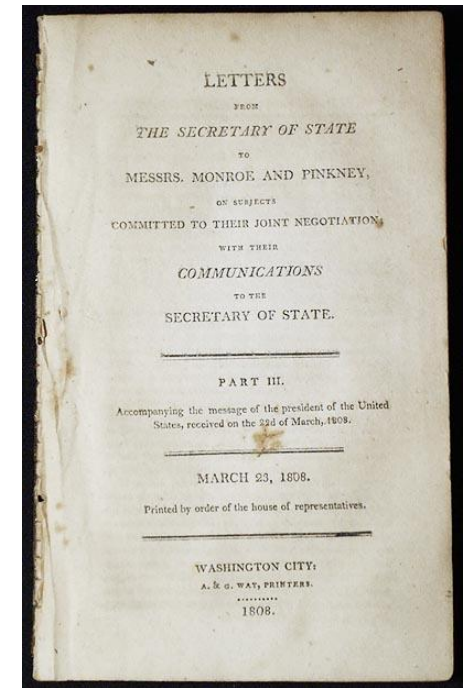 LETTERS
FROM
THE SECRETARY OF STATE
TO
MESSRS. MONROE AND PINKNEY,
ON SUBJECTS
COMMITTED TO THEIR JOINT NEGOTIATION;
WITH THEIR
COMMUNICATIONS
TO THE
SECRETARY OF STATE.
PART III.
Accompanying the message of the president of the United
States, received on the 22d of March, 1808.
MARCH 23, 1808.
Printed by order of the house of representatives.
WASHINGTON CITY:
A. & G. WAY, PRINTERS.
..........
1808.